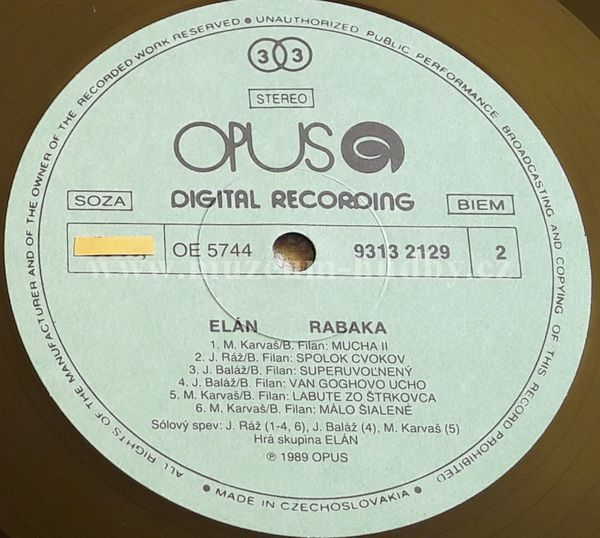 ALL RIGHTS OF THE MANUFACTURER AND OF THE OWNER OF THE RECORDED WORK RESERVED • UNAUTHORIZED PUBLIC PERFORMANCE BROADCASTING AND COPYING OF THIS RECORD PROHIBITED
33
STEREO
OPUS
DIGITAL RECORDING
SOZA
BIEM
OE 5744
9313 2129
2
www.muzeum-hudby.cz
ELÁN RABAKA
1. M. Karvaš/B. Filan: MUCHA II
2. J. Ráž/B. Filan: SPOLOK CVOKOV
3. J. Baláž/B. Filan: SUPERUVOĽNENÝ
4. J. Baláž/B. Filan: VAN GOGHOVO UCHO
5. M. Karvaš/B. Filan: LABUTE ZO ŠTRKOVCA
6. M. Karvaš/B. Filan: MÁLO ŠIALENÉ
Sólový spev: J. Ráž (1-4, 6), J. Baláž (4), M. Karvaš (5)
Hrá skupina ELÁN
℗ 1989 OPUS
• MADE IN CZECHOSLOVAKIA •